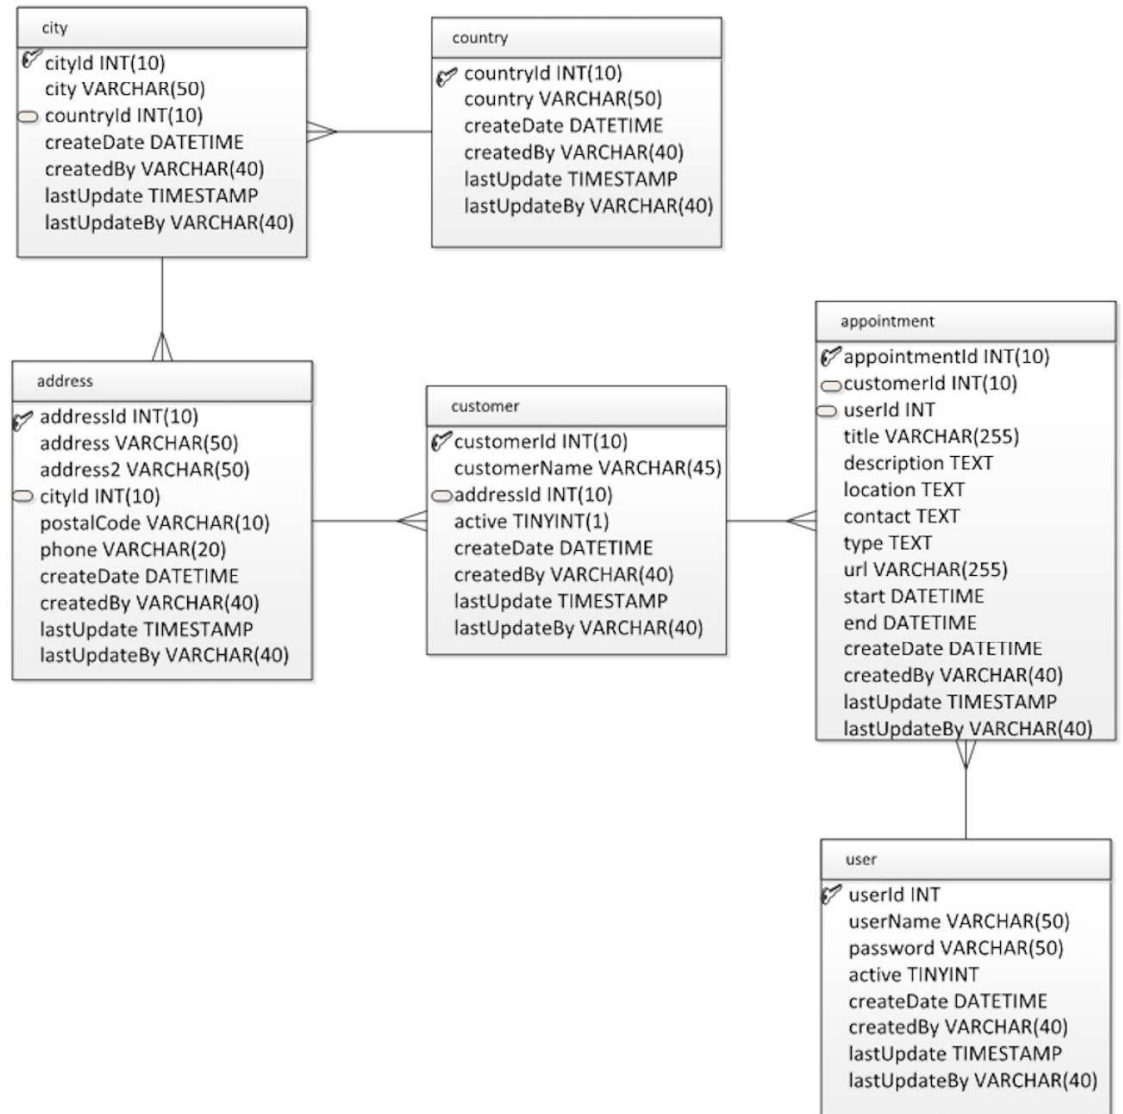 city
cityId INT(10)
city VARCHAR(50)
countryId INT(10)
createDate DATETIME
createdBy VARCHAR(40)
lastUpdate TIMESTAMP
lastUpdateBy VARCHAR(40)
country
countryId INT(10)
country VARCHAR(50)
createDate DATETIME
createdBy VARCHAR(40)
lastUpdate TIMESTAMP
lastUpdateBy VARCHAR(40)
address
addressId INT(10)
address VARCHAR(50)
address2 VARCHAR(50)
cityId INT(10)
postalCode VARCHAR(10)
phone VARCHAR(20)
createDate DATETIME
createdBy VARCHAR(40)
lastUpdate TIMESTAMP
lastUpdateBy VARCHAR(40)
customer
customerId INT(10)
customerName VARCHAR(45)
addressId INT(10)
active TINYINT(1)
createDate DATETIME
createdBy VARCHAR(40)
lastUpdate TIMESTAMP
lastUpdateBy VARCHAR(40)
appointment
appointmentId INT(10)
customerId INT(10)
userId INT
title VARCHAR(255)
description TEXT
location TEXT
contact TEXT
type TEXT
url VARCHAR(255)
start DATETIME
end DATETIME
createDate DATETIME
createdBy VARCHAR(40)
lastUpdate TIMESTAMP
lastUpdateBy VARCHAR(40)
user
userId INT
userName VARCHAR(50)
password VARCHAR(50)
active TINYINT
createDate DATETIME
createdBy VARCHAR(40)
lastUpdate TIMESTAMP
lastUpdateBy VARCHAR(40)